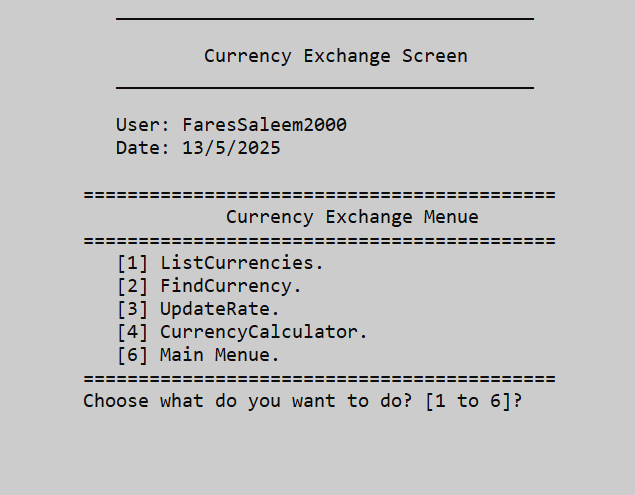 Currency Exchange Screen
User: FaresSaleem2000
Date: 13/5/2025
===========================================
Currency Exchange Menue
===========================================
[1] ListCurrencies.
[2] FindCurrency.
[3] UpdateRate.
[4] CurrencyCalculator.
[6] Main Menue.
===========================================
Choose what do you want to do? [1 to 6]?